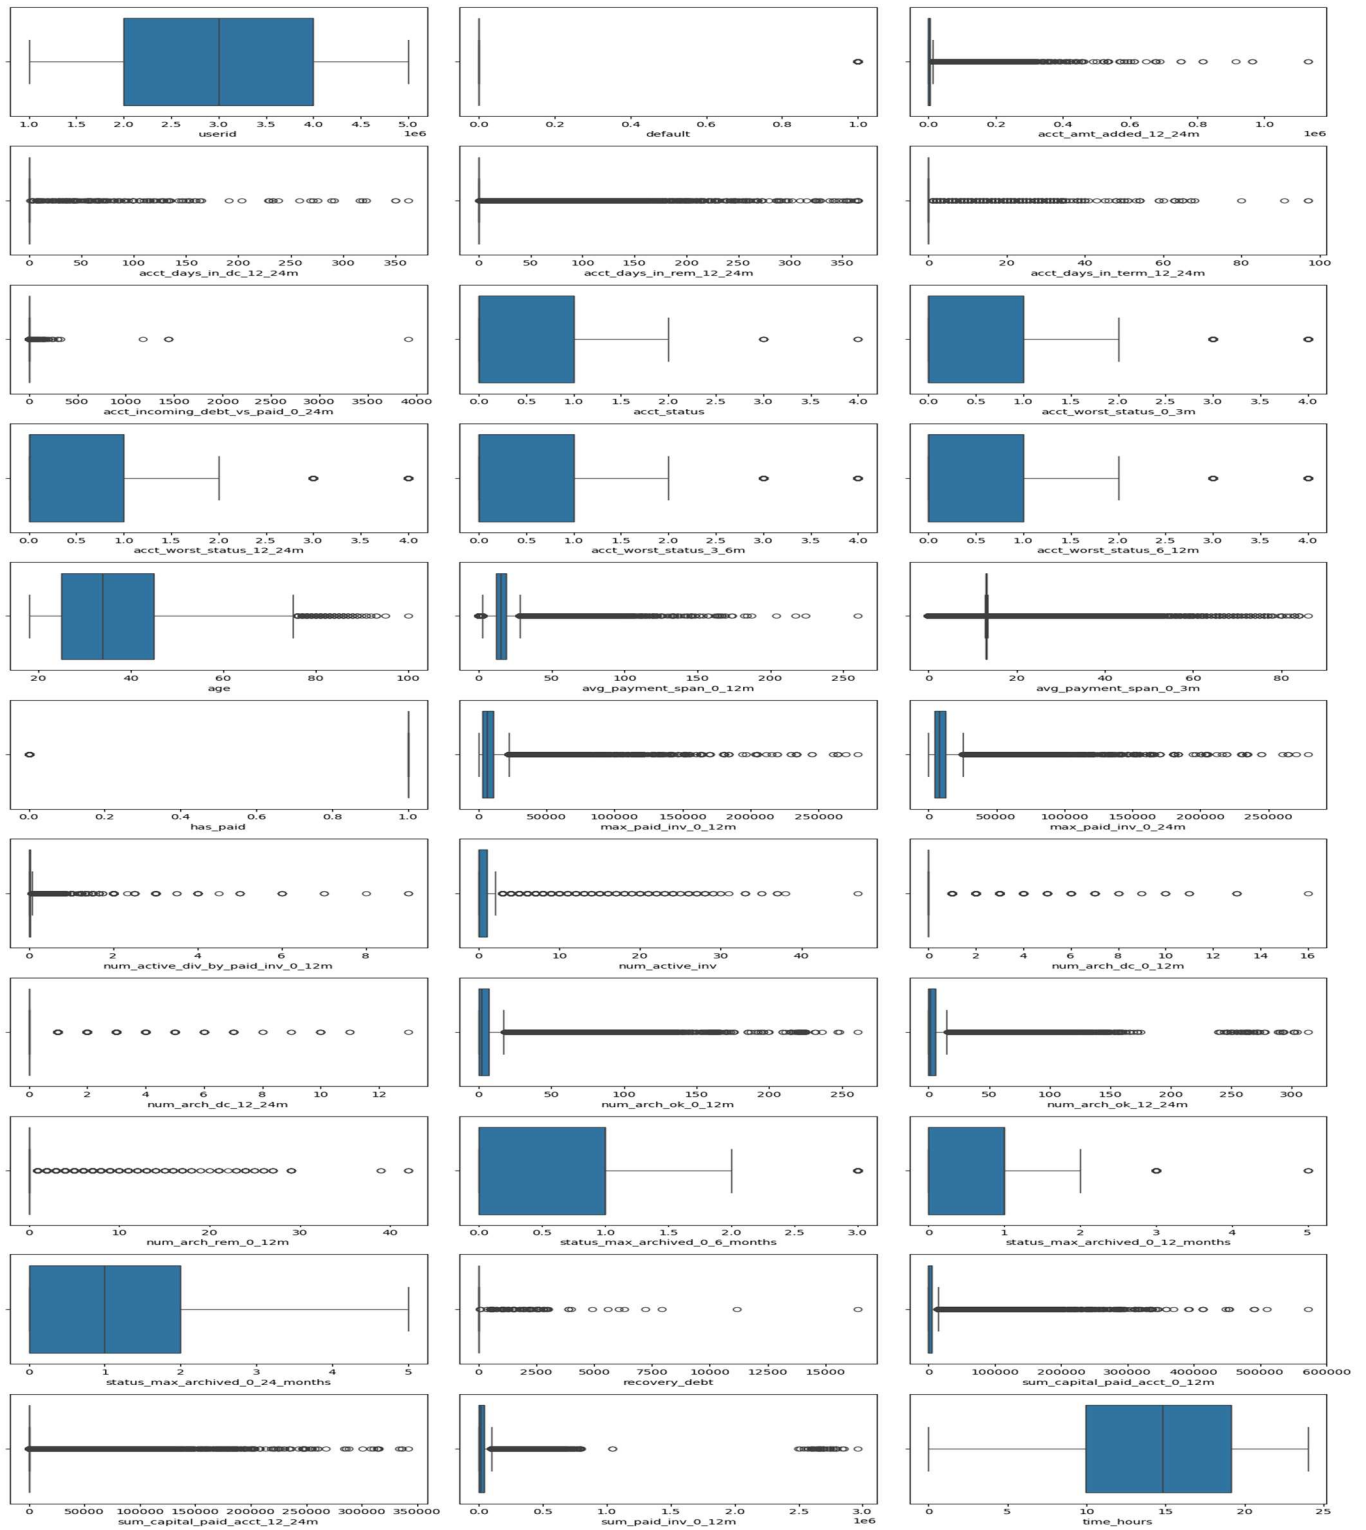 1.0 1.5 2.0 2.5 3.0 3.5 4.0 4.5 5.0
userid 1e6
0.0 0.2 0.4 0.6 0.8 1.0
default
0.0 0.2 0.4 0.6 0.8 1.0
acct_amt_added_12_24m 1e6
0 50 100 150 200 250 300 350
acct_days_in_dc_12_24m
0 50 100 150 200 250 300 350
acct_days_in_rem_12_24m
0 20 40 60 80 100
acct_days_in_term_12_24m
0 500 1000 1500 2000 2500 3000 3500 4000
acct_incoming_debt_vs_paid_0_24m
0.0 0.5 1.0 1.5 2.0 2.5 3.0 3.5 4.0
acct_status
0.0 0.5 1.0 1.5 2.0 2.5 3.0 3.5 4.0
acct_worst_status_0_3m
0.0 0.5 1.0 1.5 2.0 2.5 3.0 3.5 4.0
acct_worst_status_12_24m
0.0 0.5 1.0 1.5 2.0 2.5 3.0 3.5 4.0
acct_worst_status_3_6m
0.0 0.5 1.0 1.5 2.0 2.5 3.0 3.5 4.0
acct_worst_status_6_12m
20 40 60 80 100
age
0 50 100 150 200 250
avg_payment_span_0_12m
0 20 40 60 80
avg_payment_span_0_3m
0.0 0.2 0.4 0.6 0.8 1.0
has_paid
0 50000 100000 150000 200000 250000
max_paid_inv_0_12m
0 50000 100000 150000 200000 250000
max_paid_inv_0_24m
0 2 4 6 8
num_active_div_by_paid_inv_0_12m
0 10 20 30 40
num_active_inv
0 2 4 6 8 10 12 14 16
num_arch_dc_0_12m
0 2 4 6 8 10 12
num_arch_dc_12_24m
0 50 100 150 200 250
num_arch_ok_0_12m
0 50 100 150 200 250 300
num_arch_ok_12_24m
0 10 20 30 40
num_arch_rem_0_12m
0.0 0.5 1.0 1.5 2.0 2.5 3.0
status_max_archived_0_6_months
0 1 2 3 4 5
status_max_archived_0_12_months
0 1 2 3 4 5
status_max_archived_0_24_months
0 2500 5000 7500 10000 12500 15000
recovery_debt
0 100000 200000 300000 400000 500000 600000
sum_capital_paid_acct_0_12m
0 50000 100000 150000 200000 250000 300000 350000
sum_capital_paid_acct_12_24m
0.0 0.5 1.0 1.5 2.0 2.5 3.0
sum_paid_inv_0_12m 1e6
0 5 10 15 20 25
time_hours